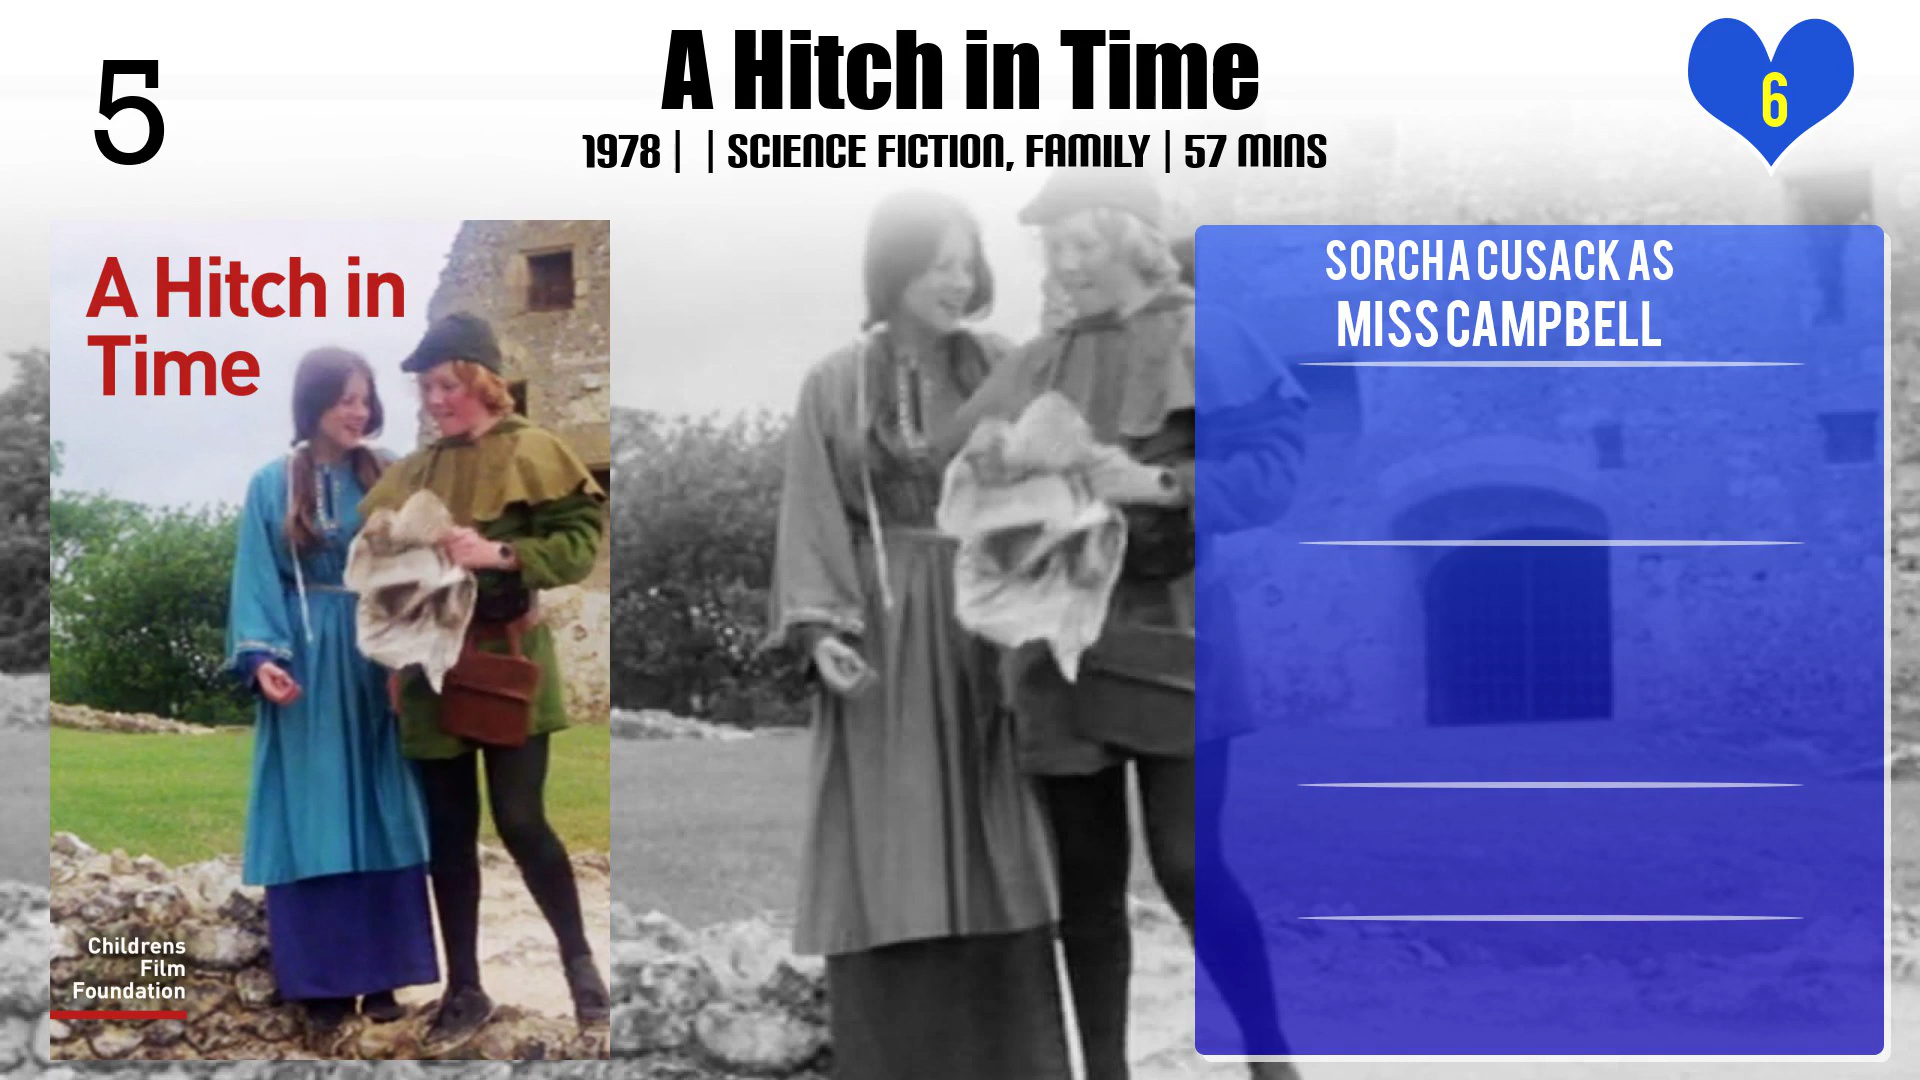 5
A Hitch in Time
1978 | | SCIENCE FICTION, FAMILY | 57 MINS
6
A Hitch in
Time
Childrens
Film
Foundation
SORCHA CUSACK AS
MISS CAMPBELL